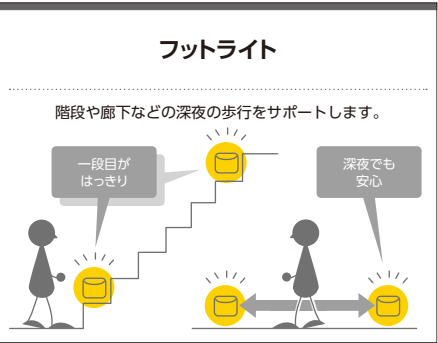 フットライト
階段や廊下などの深夜の歩行をサポートします。
一段目が
はっきり
深夜でも
安心